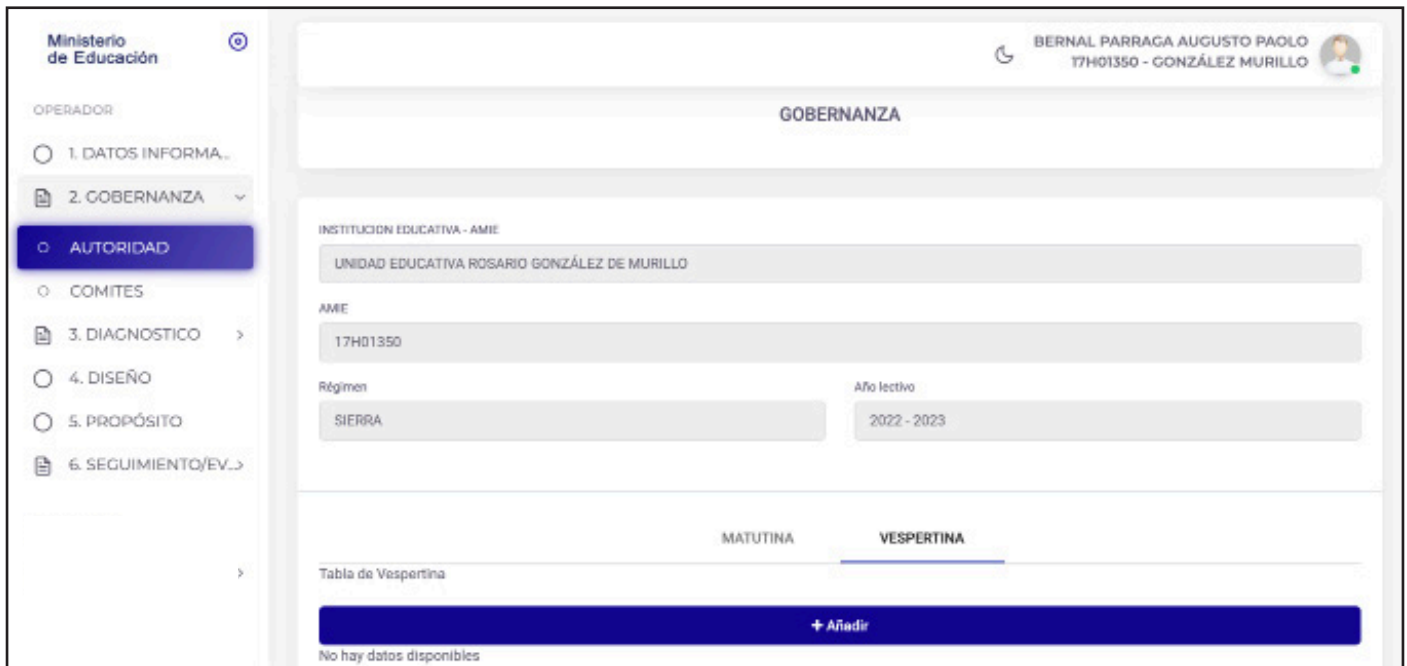 Ministerio
de Educación
OPERADOR
1. DATOS INFORMA..
2. GOBERNANZA
AUTORIDAD
COMITES
3. DIAGNOSTICO
4. DISEÑO
5. PROPÓSITO
6. SEGUIMIENTO/EV..
BERNAL PARRAGA AUGUSTO PAOLO
17H01350 - GONZÁLEZ MURILLO
GOBERNANZA
INSTITUCION EDUCATIVA - AMIE
UNIDAD EDUCATIVA ROSARIO GONZÁLEZ DE MURILLO
AMIE
17H01350
Régimen
Año lectivo
SIERRA
2022 - 2023
MATUTINA
VESPERTINA
Tabla de Vespertina
+ Añadir
No hay datos disponibles